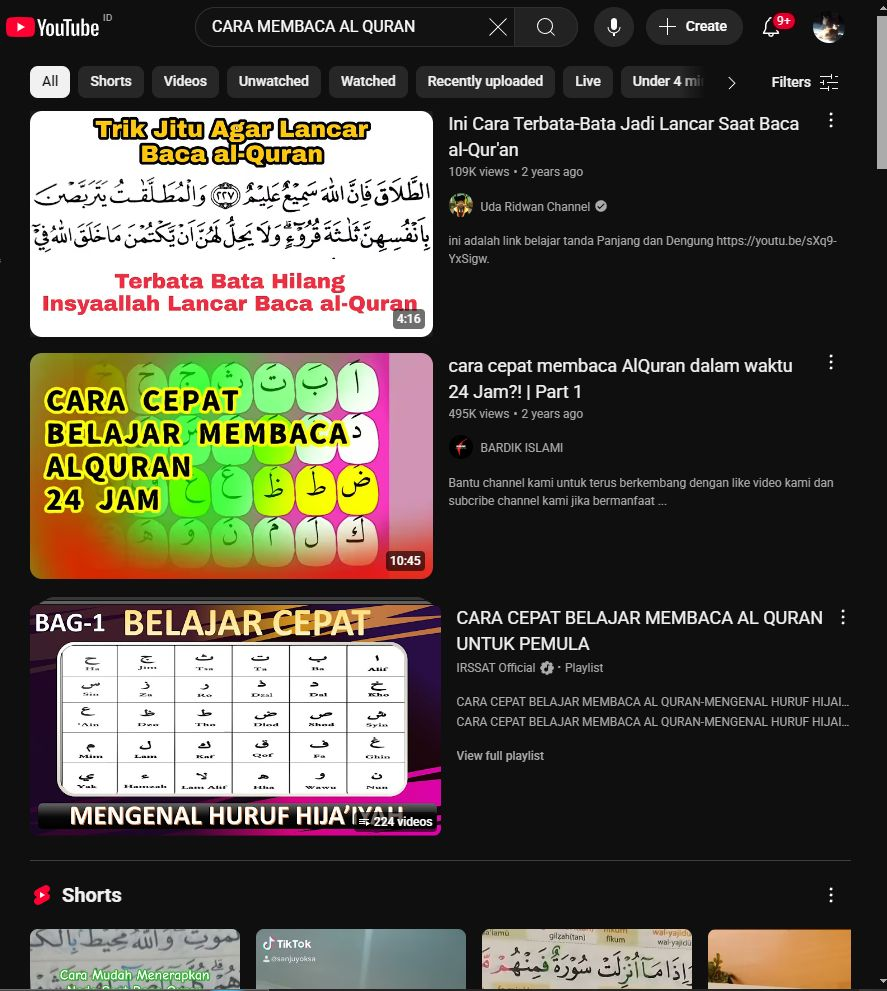 YouTube ID
CARA MEMBACA AL QURAN
Create
9+
All
Shorts
Videos
Unwatched
Watched
Recently uploaded
Live
Under 4 mi
Filters
Trik Jitu Agar Lancar
Baca al-Quran
الطَّلَاقَ فَاِنَّ اللّٰهَ سَمِيْعٌ عَلِيْمٌ ٢٢٧ وَالْمُطَلَّقٰتُ يَتَرَبَّصْنَ
بِاَنْفُسِهِنَّ ثَلٰثَةَ قُرُوْۤءٍ وَلَا يَحِلُّ لَهُنَّ اَنْ يَّكْتُمْنَ مَا خَلَقَ اللّٰهُ فِيْٓ
Terbata Bata Hilang
Insyaallah Lancar Baca al-Quran
4:16
Ini Cara Terbata-Bata Jadi Lancar Saat Baca
al-Qur'an
109K views • 2 years ago
Uda Ridwan Channel
ini adalah link belajar tanda Panjang dan Dengung https://youtu.be/sXq9-
YxSigw.
CARA CEPAT
BELAJAR MEMBACA
ALQURAN
24 JAM
ا ب ت ث ج ح خ
د
ض ط ظ ع غ
ك ل م ن و ه
10:45
cara cepat membaca AlQuran dalam waktu
24 Jam?! | Part 1
495K views • 2 years ago
BARDIK ISLAMI
Bantu channel kami untuk terus berkembang dengan like video kami dan
subcribe channel kami jika bermanfaat ...
BAG-1 BELAJAR CEPAT
ح ج ث ت ب ا
Ha Jim Tsa Ta Ba Alif
س ز ر ذ د خ
Sin Za Ro Dzal Dal Kho
ع ظ ط ض ص ش
'Ain Dzo Tho Dlod Shod Syin
م ل ك ق ف غ
Mim Lam Kaf Qof Fa Ghin
ي ء لا ه و ن
Yak Hamzah Lam Alif Hha Wawu Nun
MENGENAL HURUF HIJA'IYAH
224 videos
CARA CEPAT BELAJAR MEMBACA AL QURAN
UNTUK PEMULA
IRSSAT Official • Playlist
CARA CEPAT BELAJAR MEMBACA AL QURAN-MENGENAL HURUF HIJAI...
CARA CEPAT BELAJAR MEMBACA AL QURAN-MENGENAL HURUF HIJAI...
View full playlist
Shorts
الْمَوْتِ وَاللّٰهُ مُحِيْطٌ بِالْك
Cara Mudah Menerapkan
TikTok
@sanjuyoksa
gilzah(tan)
fīkum
wal-yajidū
وَاِذَا مَآ اُنْزِلَتْ سُوْرَةٌ فَمِنْهُمْ